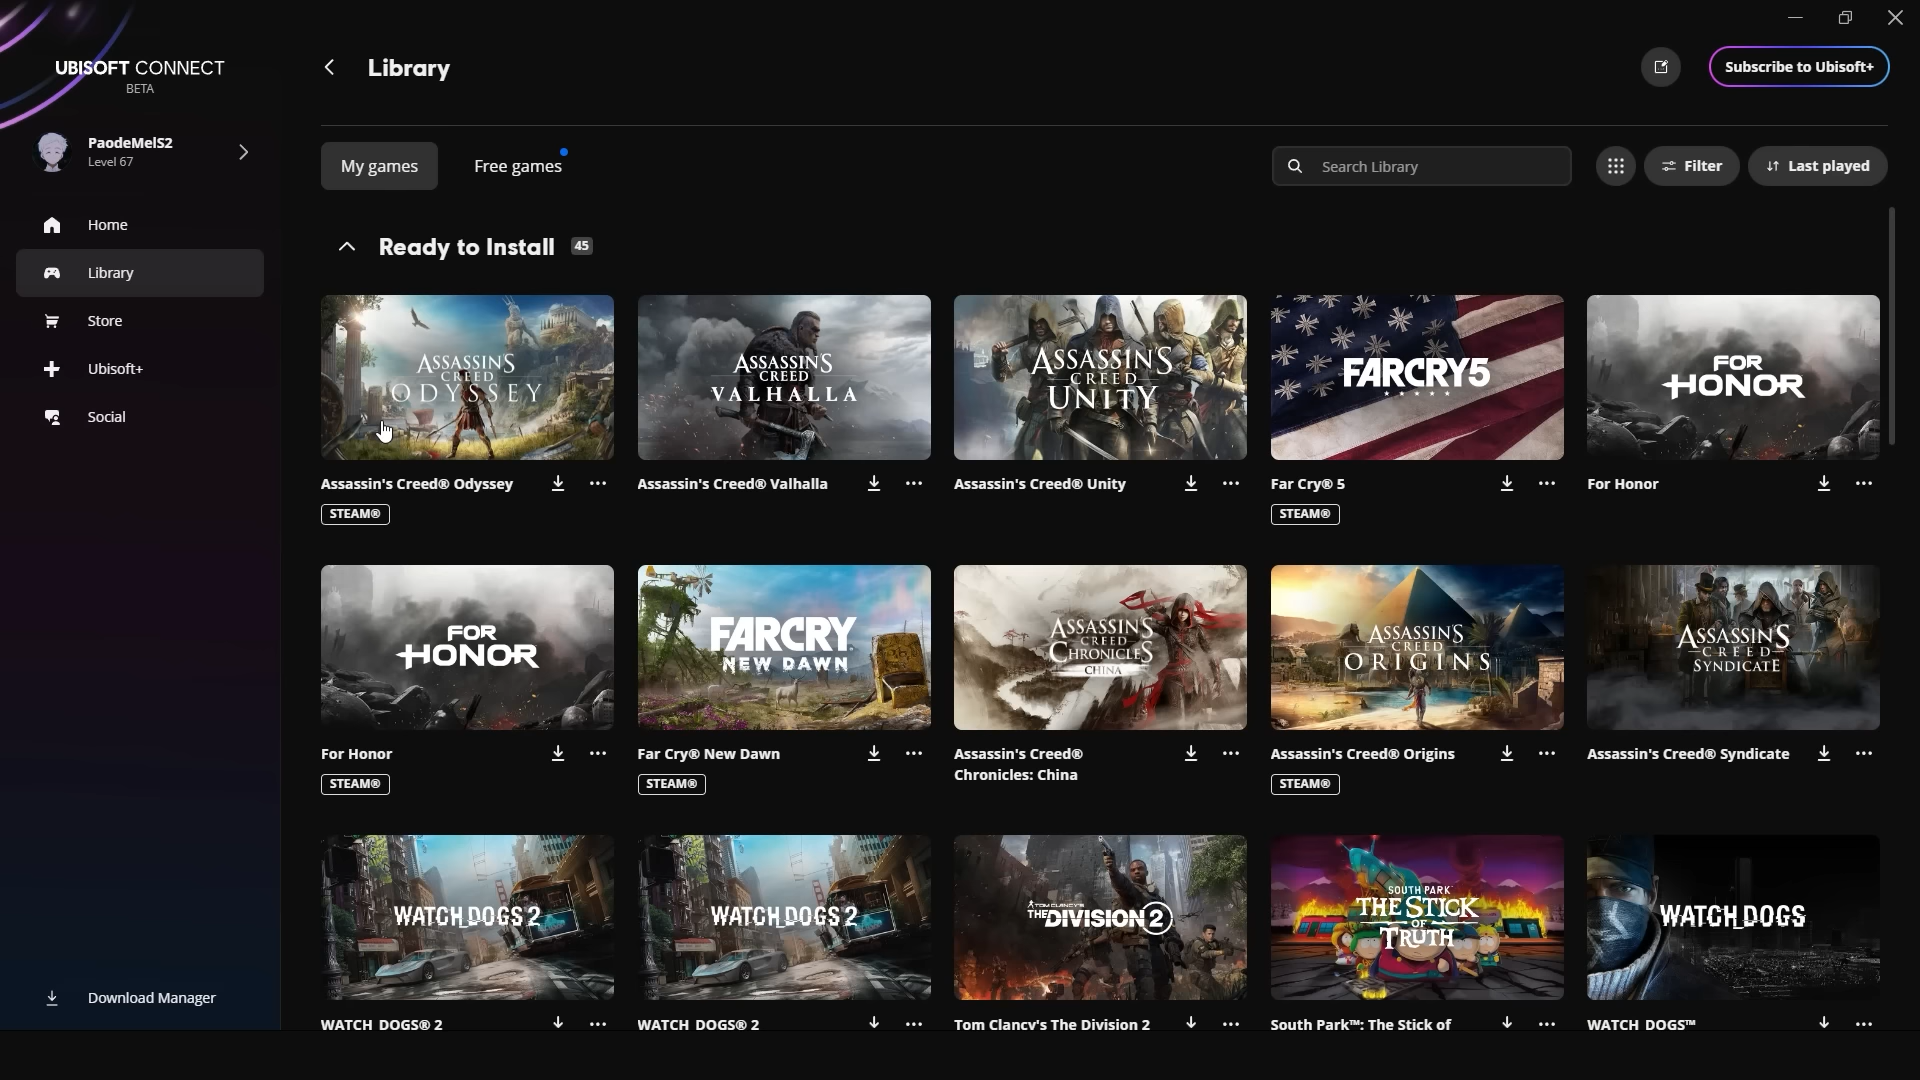 UBISOFT CONNECT
BETA
PaodeMelS2
Level 67
Home
Library
Store
Ubisoft+
Social
Download Manager
Library
Subscribe to Ubisoft+
My games
Free games
Search Library
Filter
Last played
Ready to Install 45
ASSASSIN'S
CREED
ODYSSEY
Assassin's Creed® Odyssey
STEAM®
ASSASSIN'S
CREED
VALHALLA
Assassin's Creed® Valhalla
ASSASSIN'S
CREED
UNITY
Assassin's Creed® Unity
FARCRY5
Far Cry® 5
STEAM®
FOR
HONOR
For Honor
FOR
HONOR
For Honor
STEAM®
FARCRY
NEW DAWN
Far Cry® New Dawn
STEAM®
ASSASSIN'S
CREED
CHRONICLES
CHINA
Assassin's Creed®
Chronicles: China
ASSASSIN'S
CREED
ORIGINS
Assassin's Creed® Origins
STEAM®
ASSASSIN'S
CREED
SYNDICATE
Assassin's Creed® Syndicate
WATCH_DOGS 2
WATCH_DOGS® 2
WATCH_DOGS 2
WATCH_DOGS® 2
TOM CLANCY'S
THE DIVISION 2
Tom Clancy's The Division 2
SOUTH PARK
THE STICK
OF
TRUTH
South Park™: The Stick of
WATCH_DOGS
WATCH_DOGS™